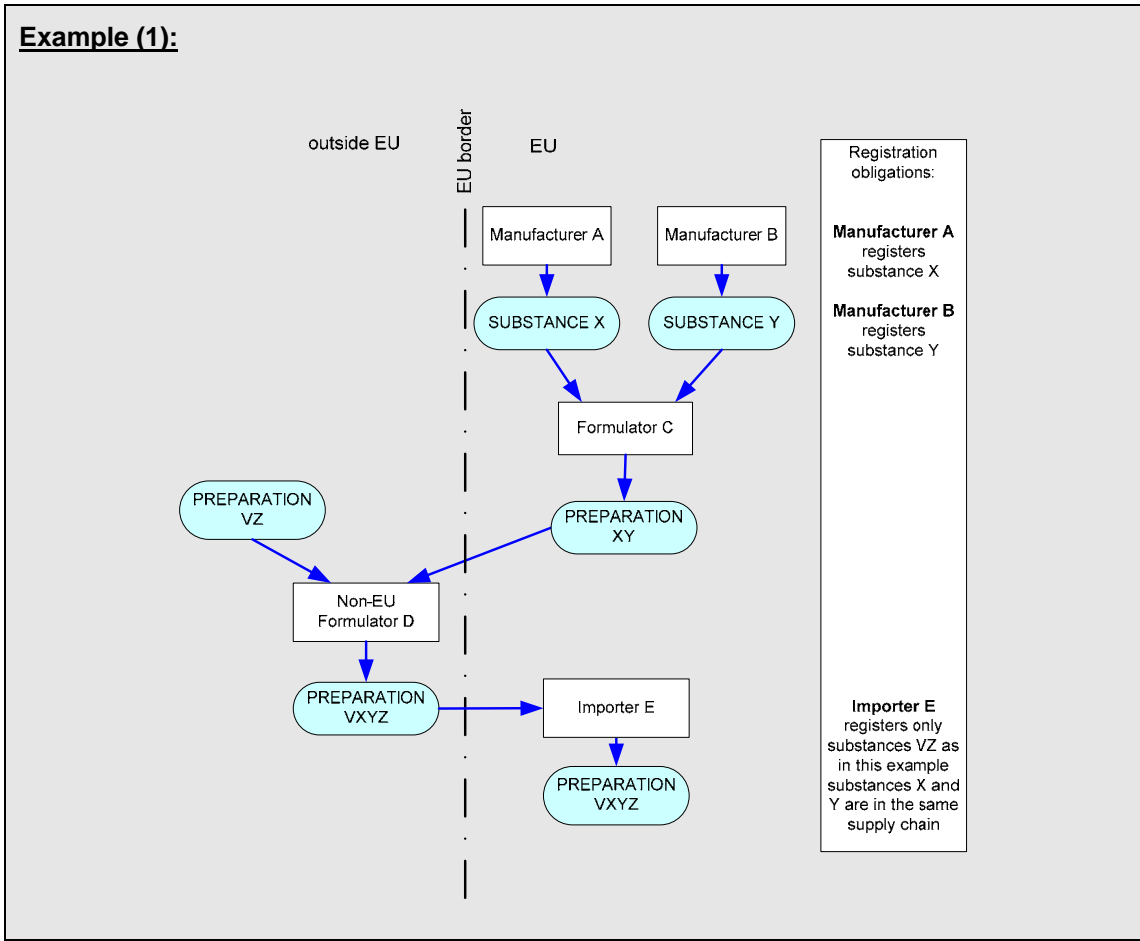 Example (1):
outside EU
EU border
EU
Manufacturer A
Manufacturer B
SUBSTANCE X
SUBSTANCE Y
Formulator C
PREPARATION
XY
PREPARATION
VZ
Non-EU
Formulator D
PREPARATION
VXYZ
Importer E
PREPARATION
VXYZ
Registration
obligations:
Manufacturer A
registers
substance X
Manufacturer B
registers
substance Y
Importer E
registers only
substances VZ as
in this example
substances X and
Y are in the same
supply chain